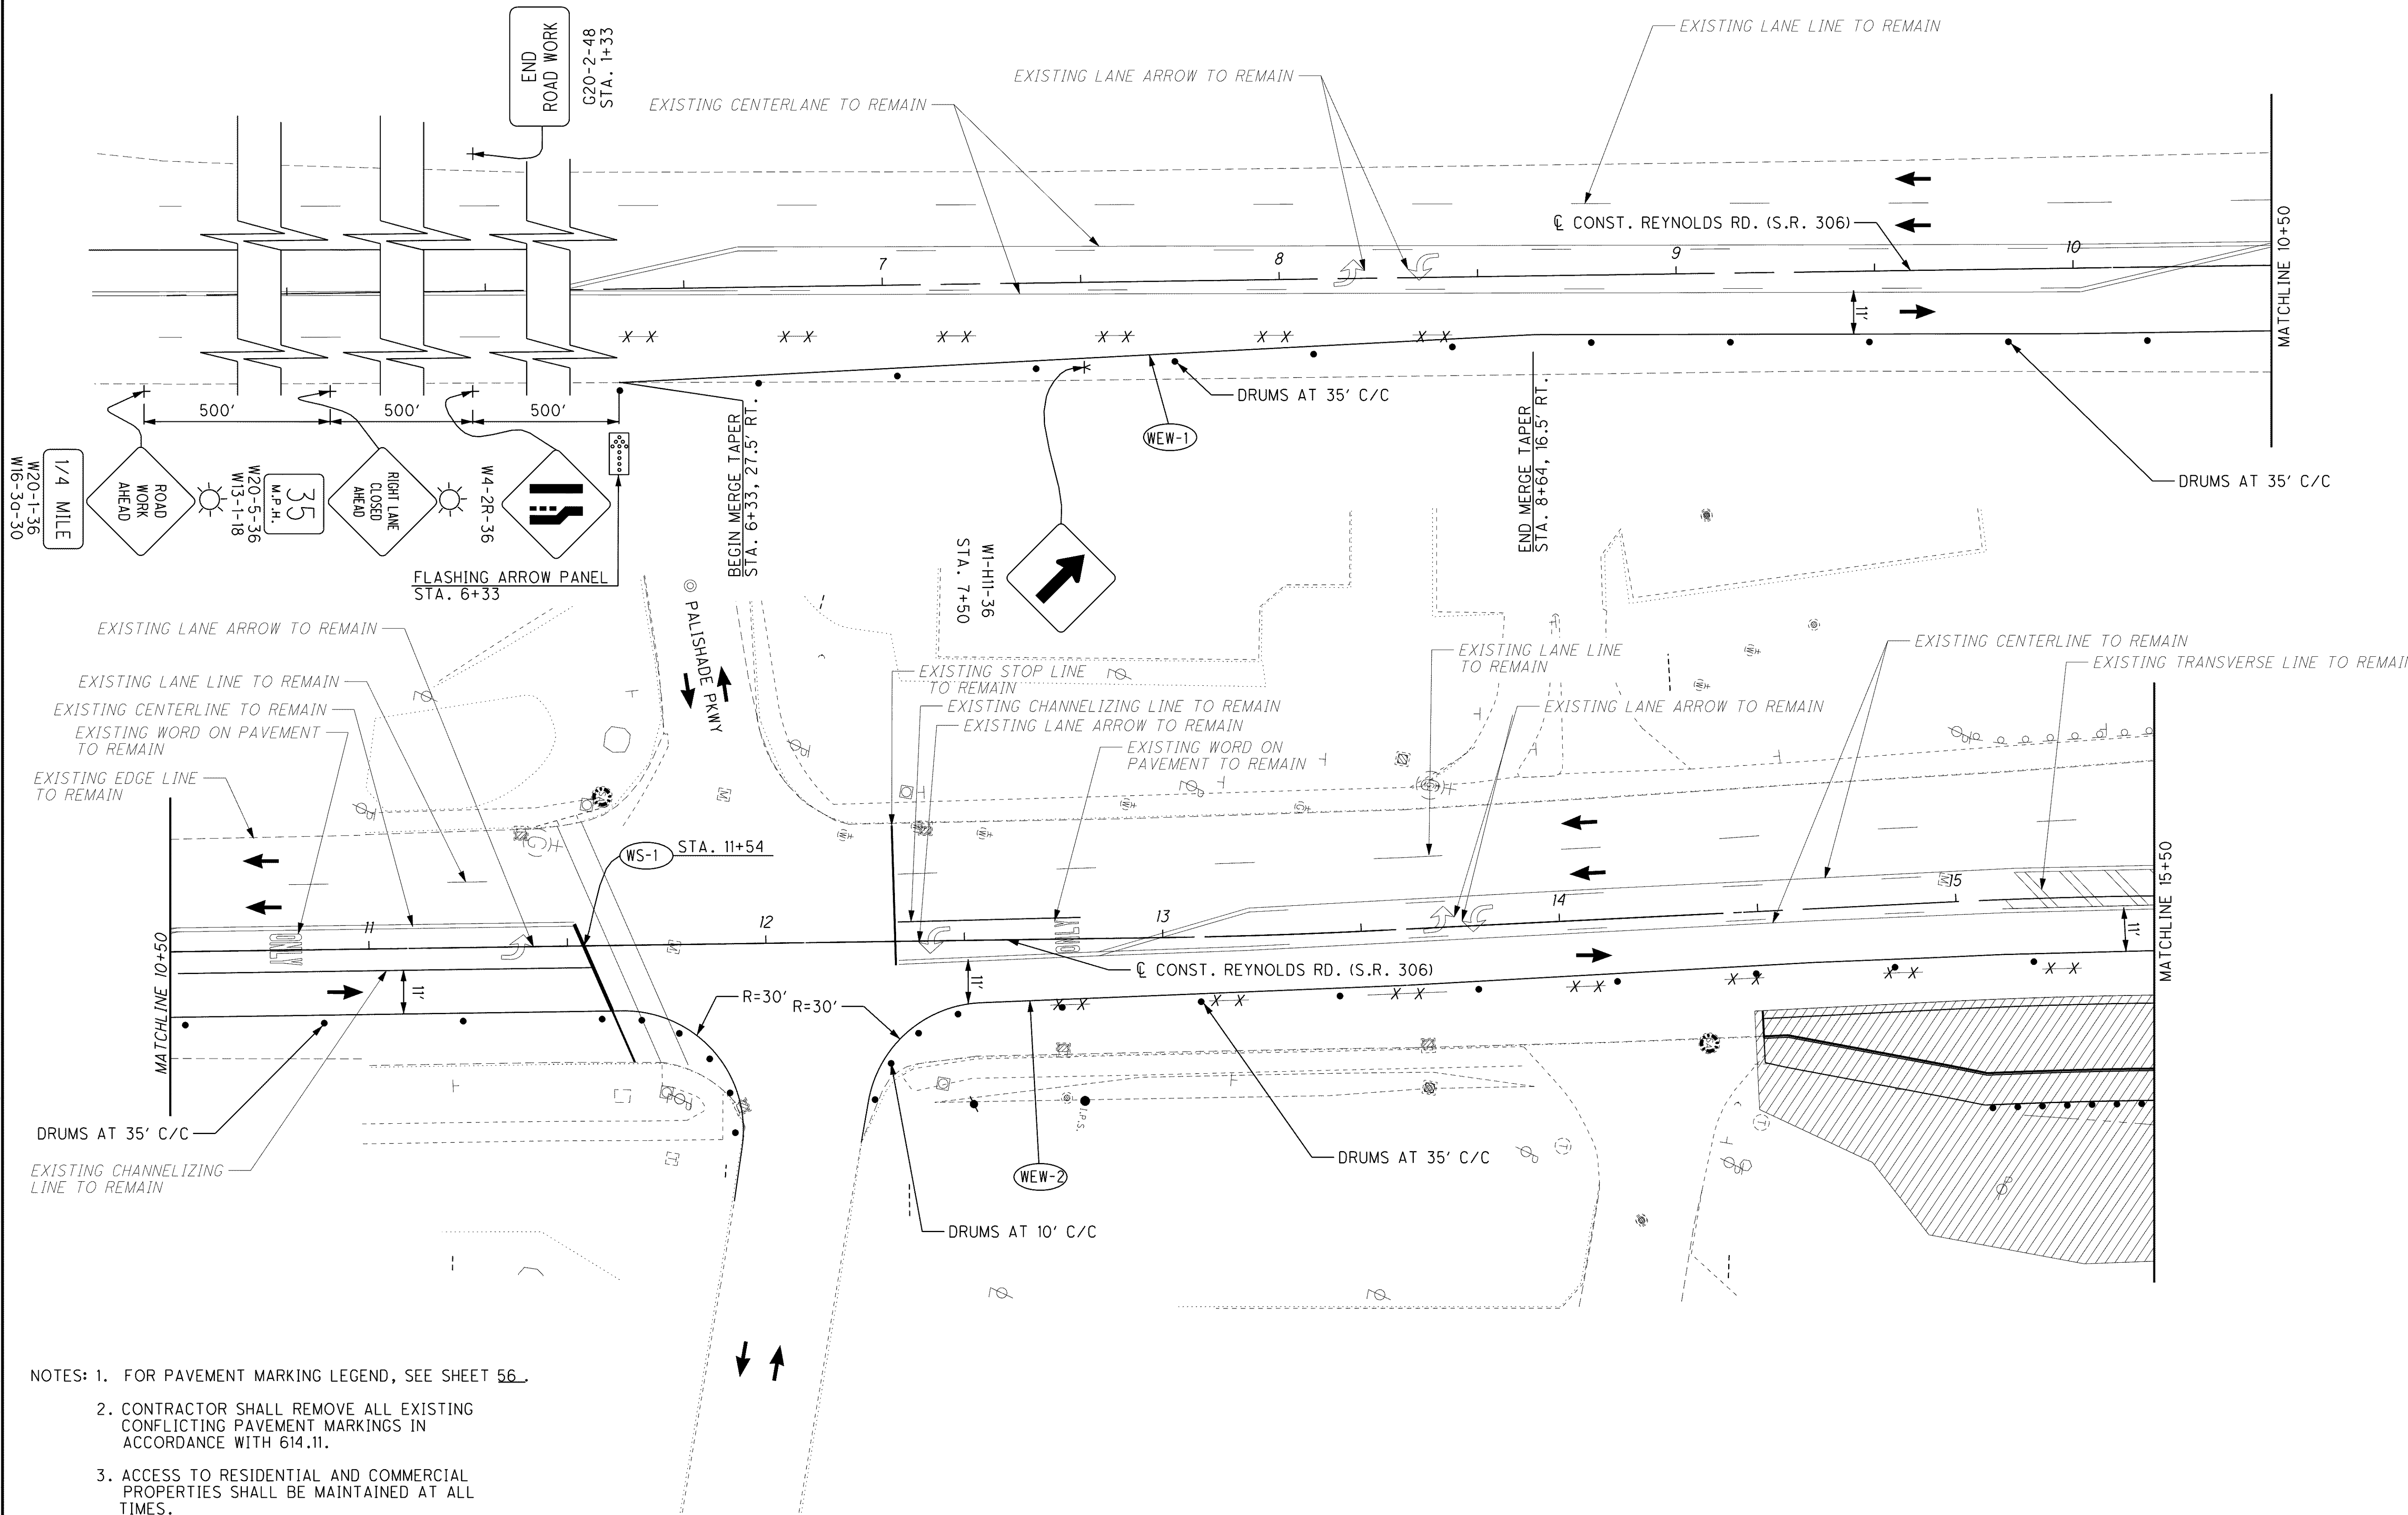 END
ROAD WORK
G20-2-48
STA. 1+33
EXISTING LANE LINE TO REMAIN
EXISTING LANE ARROW TO REMAIN
EXISTING CENTERLANE TO REMAIN
℄ CONST. REYNOLDS RD. (S.R. 306)
7
8
9
10
11'
MATCHLINE 10+50
500'
500'
500'
DRUMS AT 35' C/C
WEW-1
DRUMS AT 35' C/C
BEGIN MERGE TAPER
STA. 6+33, 27.5' RT.
END MERGE TAPER
STA. 8+64, 16.5' RT.
1/4 MILE
W20-1-36
W16-3a-30
ROAD
WORK
AHEAD
35
M.P.H.
W20-5-36
W13-1-18
RIGHT LANE
CLOSED
AHEAD
W4-2R-36
FLASHING ARROW PANEL
STA. 6+33
W1-H11-36
STA. 7+50
PALISHADE PKWY
EXISTING LANE ARROW TO REMAIN
EXISTING LANE LINE TO REMAIN
EXISTING CENTERLINE TO REMAIN
EXISTING WORD ON PAVEMENT
TO REMAIN
EXISTING EDGE LINE
TO REMAIN
EXISTING STOP LINE
TO REMAIN
EXISTING CHANNELIZING LINE TO REMAIN
EXISTING LANE ARROW TO REMAIN
EXISTING WORD ON
PAVEMENT TO REMAIN
EXISTING LANE LINE
TO REMAIN
EXISTING LANE ARROW TO REMAIN
EXISTING CENTERLINE TO REMAIN
EXISTING TRANSVERSE LINE TO REMAI
WS-1 STA. 11+54
MATCHLINE 10+50
ONLY
11
12
ONLY
13
14
15
MATCHLINE 15+50
11'
11'
11'
℄ CONST. REYNOLDS RD. (S.R. 306)
R=30'
R=30'
DRUMS AT 35' C/C
EXISTING CHANNELIZING
LINE TO REMAIN
I.P.S.
WEW-2
DRUMS AT 35' C/C
DRUMS AT 10' C/C
NOTES: 1. FOR PAVEMENT MARKING LEGEND, SEE SHEET 56.
2. CONTRACTOR SHALL REMOVE ALL EXISTING
CONFLICTING PAVEMENT MARKINGS IN
ACCORDANCE WITH 614.11.
3. ACCESS TO RESIDENTIAL AND COMMERCIAL
PROPERTIES SHALL BE MAINTAINED AT ALL
TIMES.